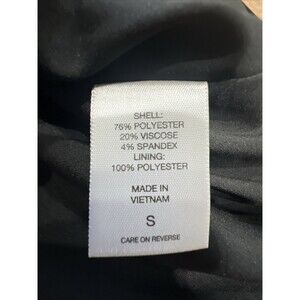 SHELL:
76% POLYESTER
20% VISCOSE
4% SPANDEX
LINING:
100% POLYESTER
MADE IN
VIETNAM
S
CARE ON REVERSE